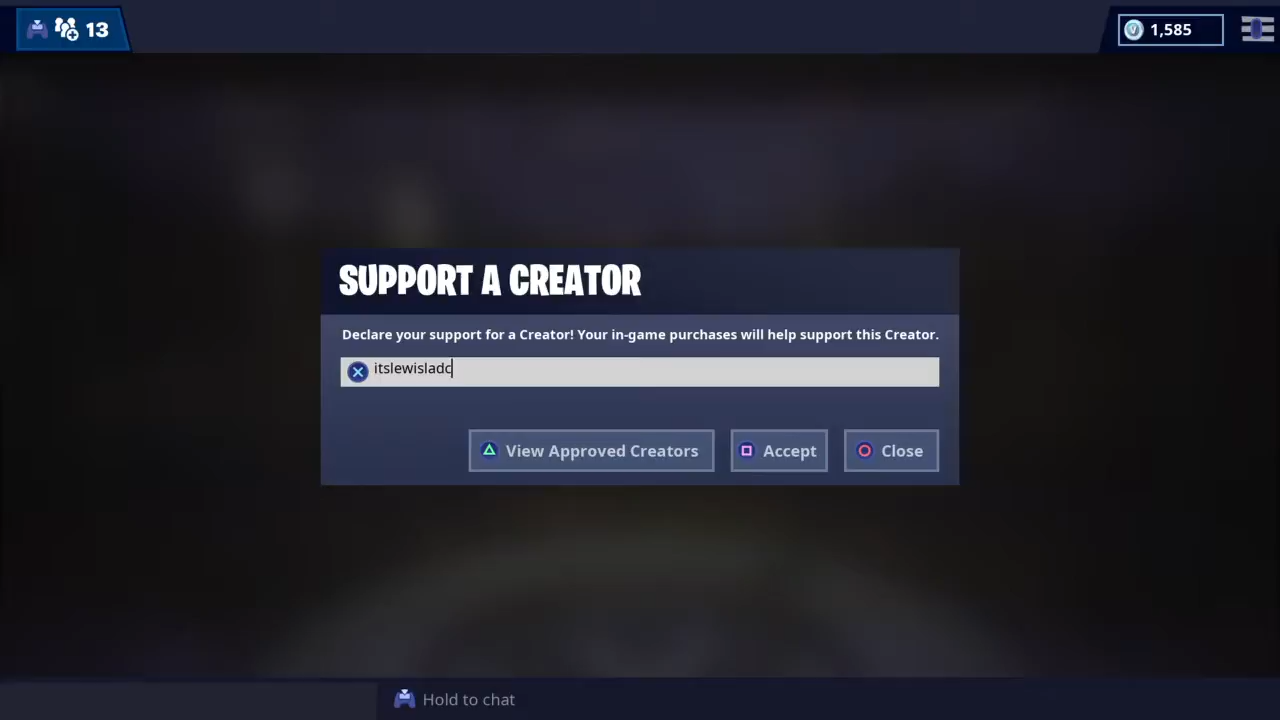 13
1,585
SUPPORT A CREATOR
Declare your support for a Creator! Your in-game purchases will help support this Creator.
itslewisladc
View Approved Creators
Accept
Close
Hold to chat